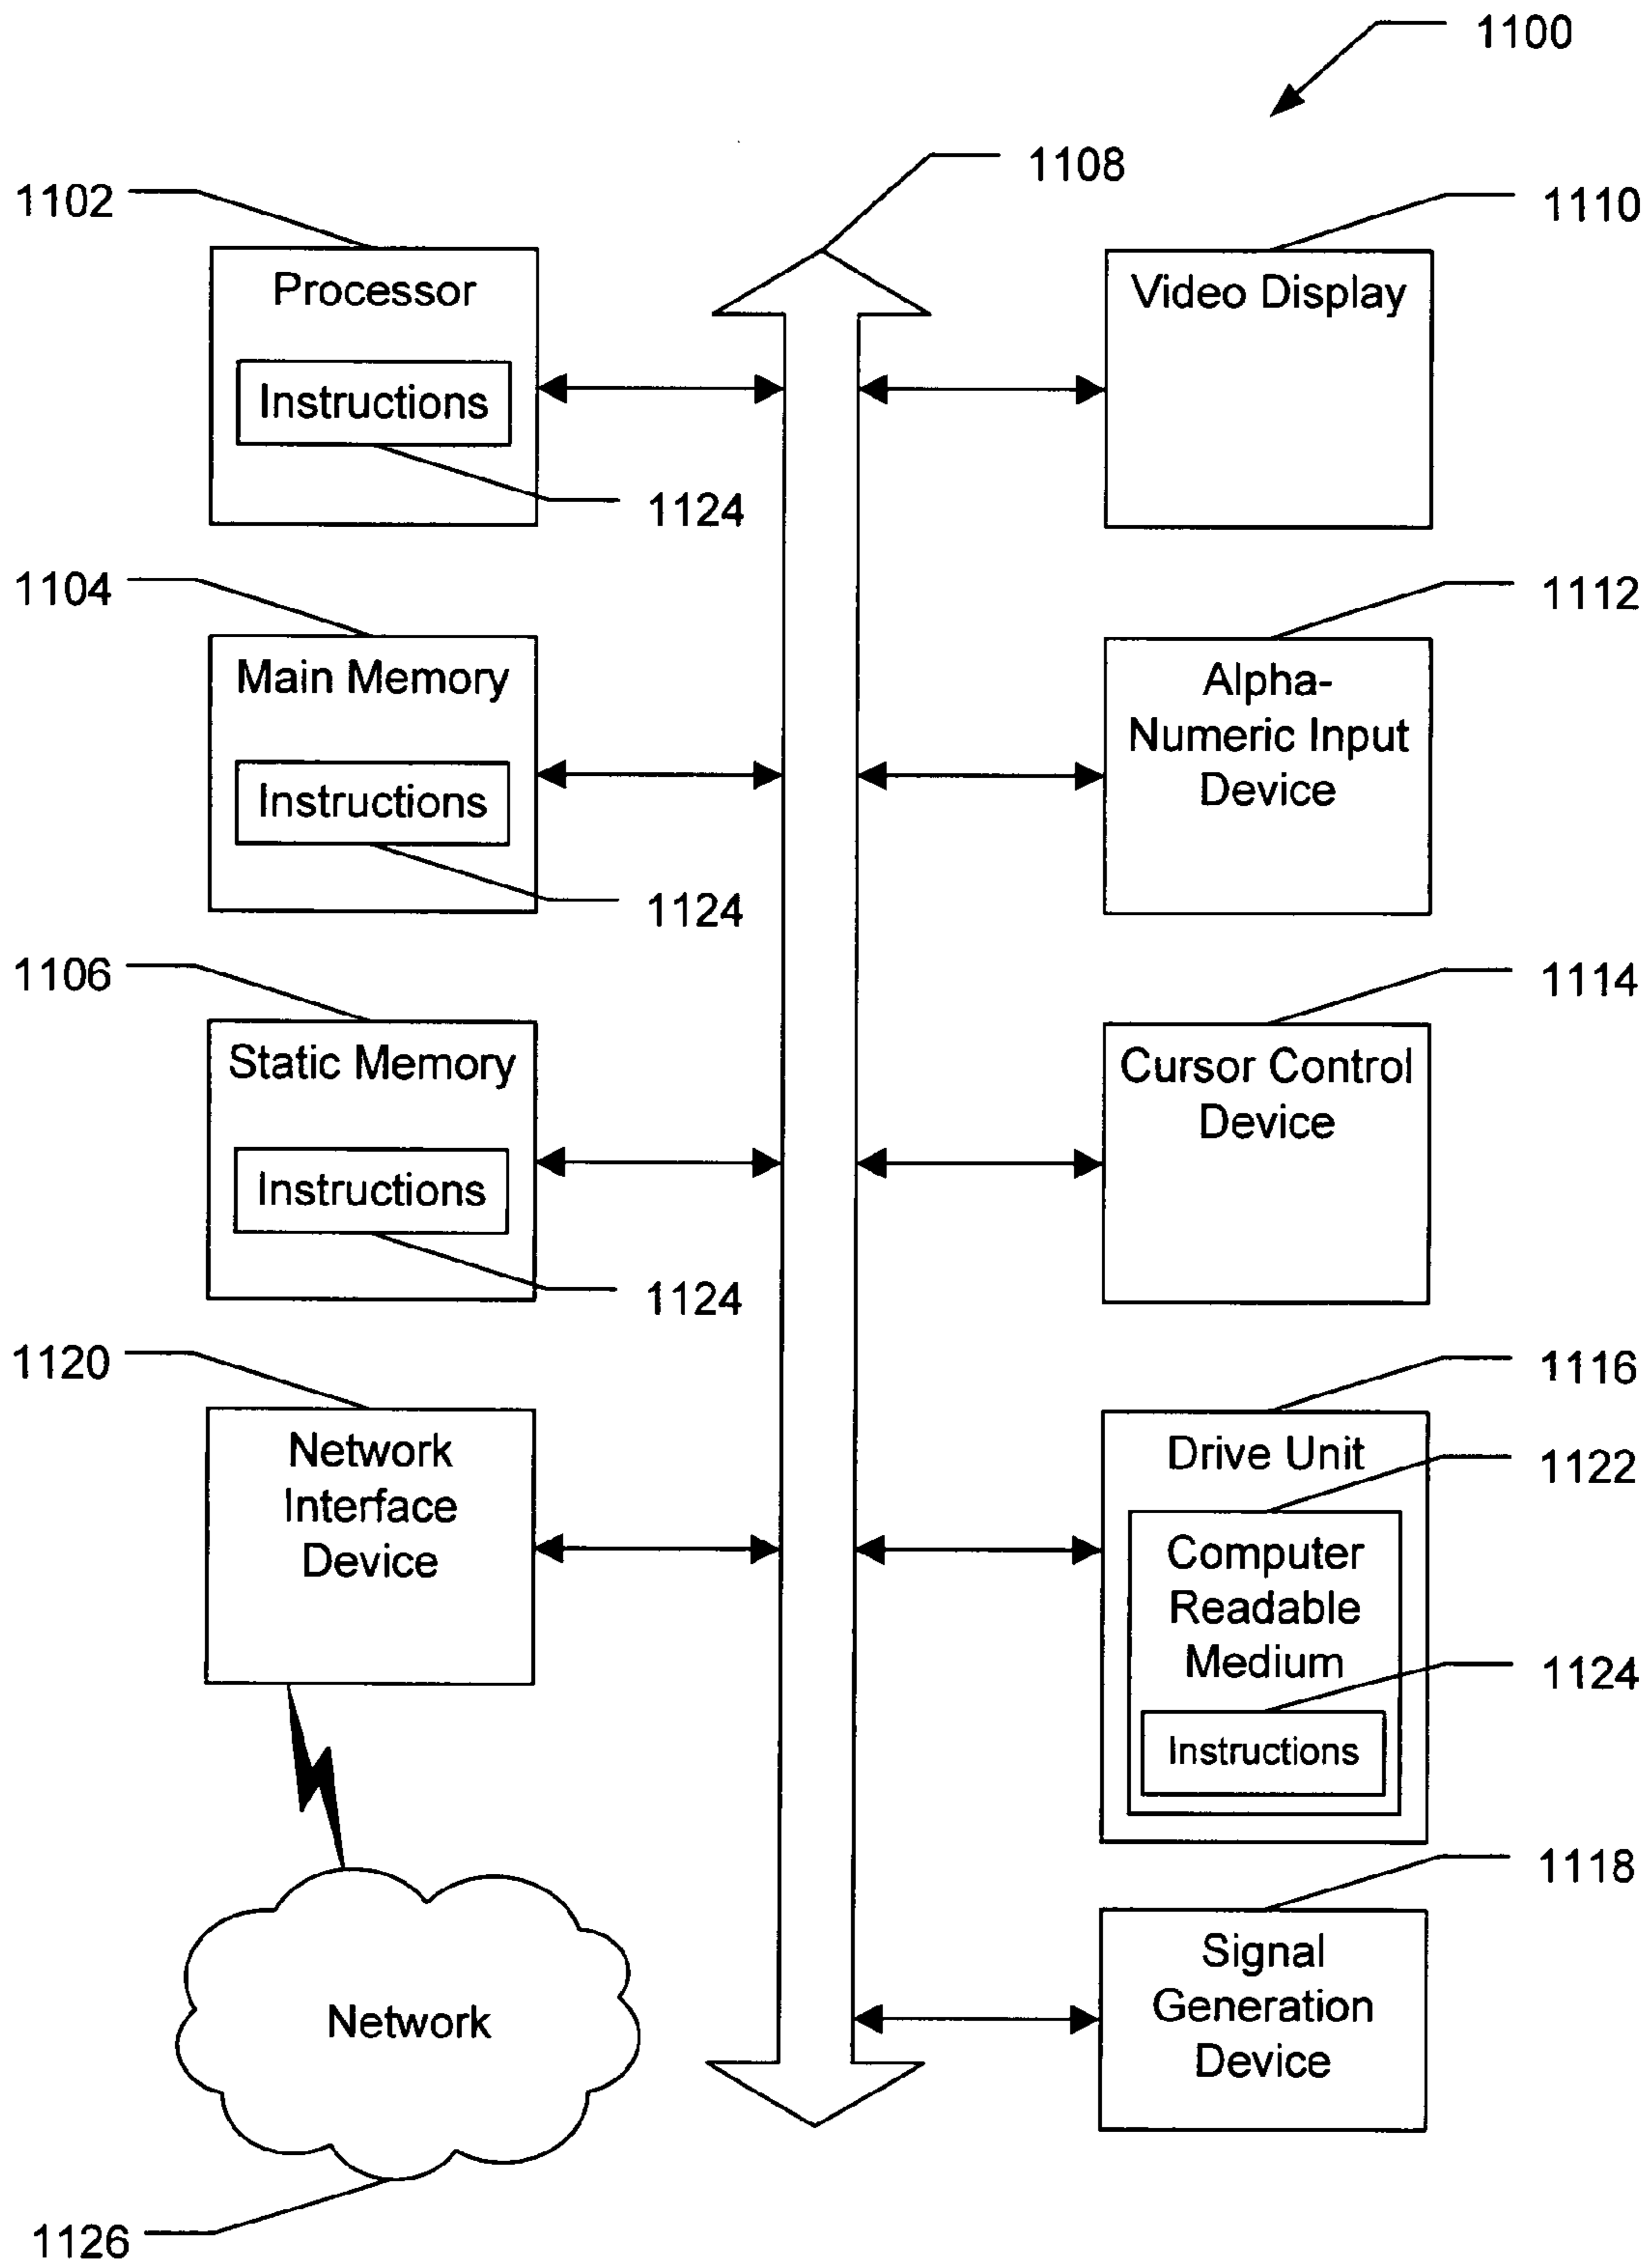 1100
1108
1102
1110
Processor
Video Display
Instructions
1124
1104
1112
Main Memory
Alpha-
Numeric Input
Device
Instructions
1124
1106
1114
Static Memory
Cursor Control
Device
Instructions
1124
1120
1116
Network
Interface
Device
Drive Unit
1122
Computer
Readable
Medium
1124
Instructions
1118
Signal
Generation
Device
Network
1126